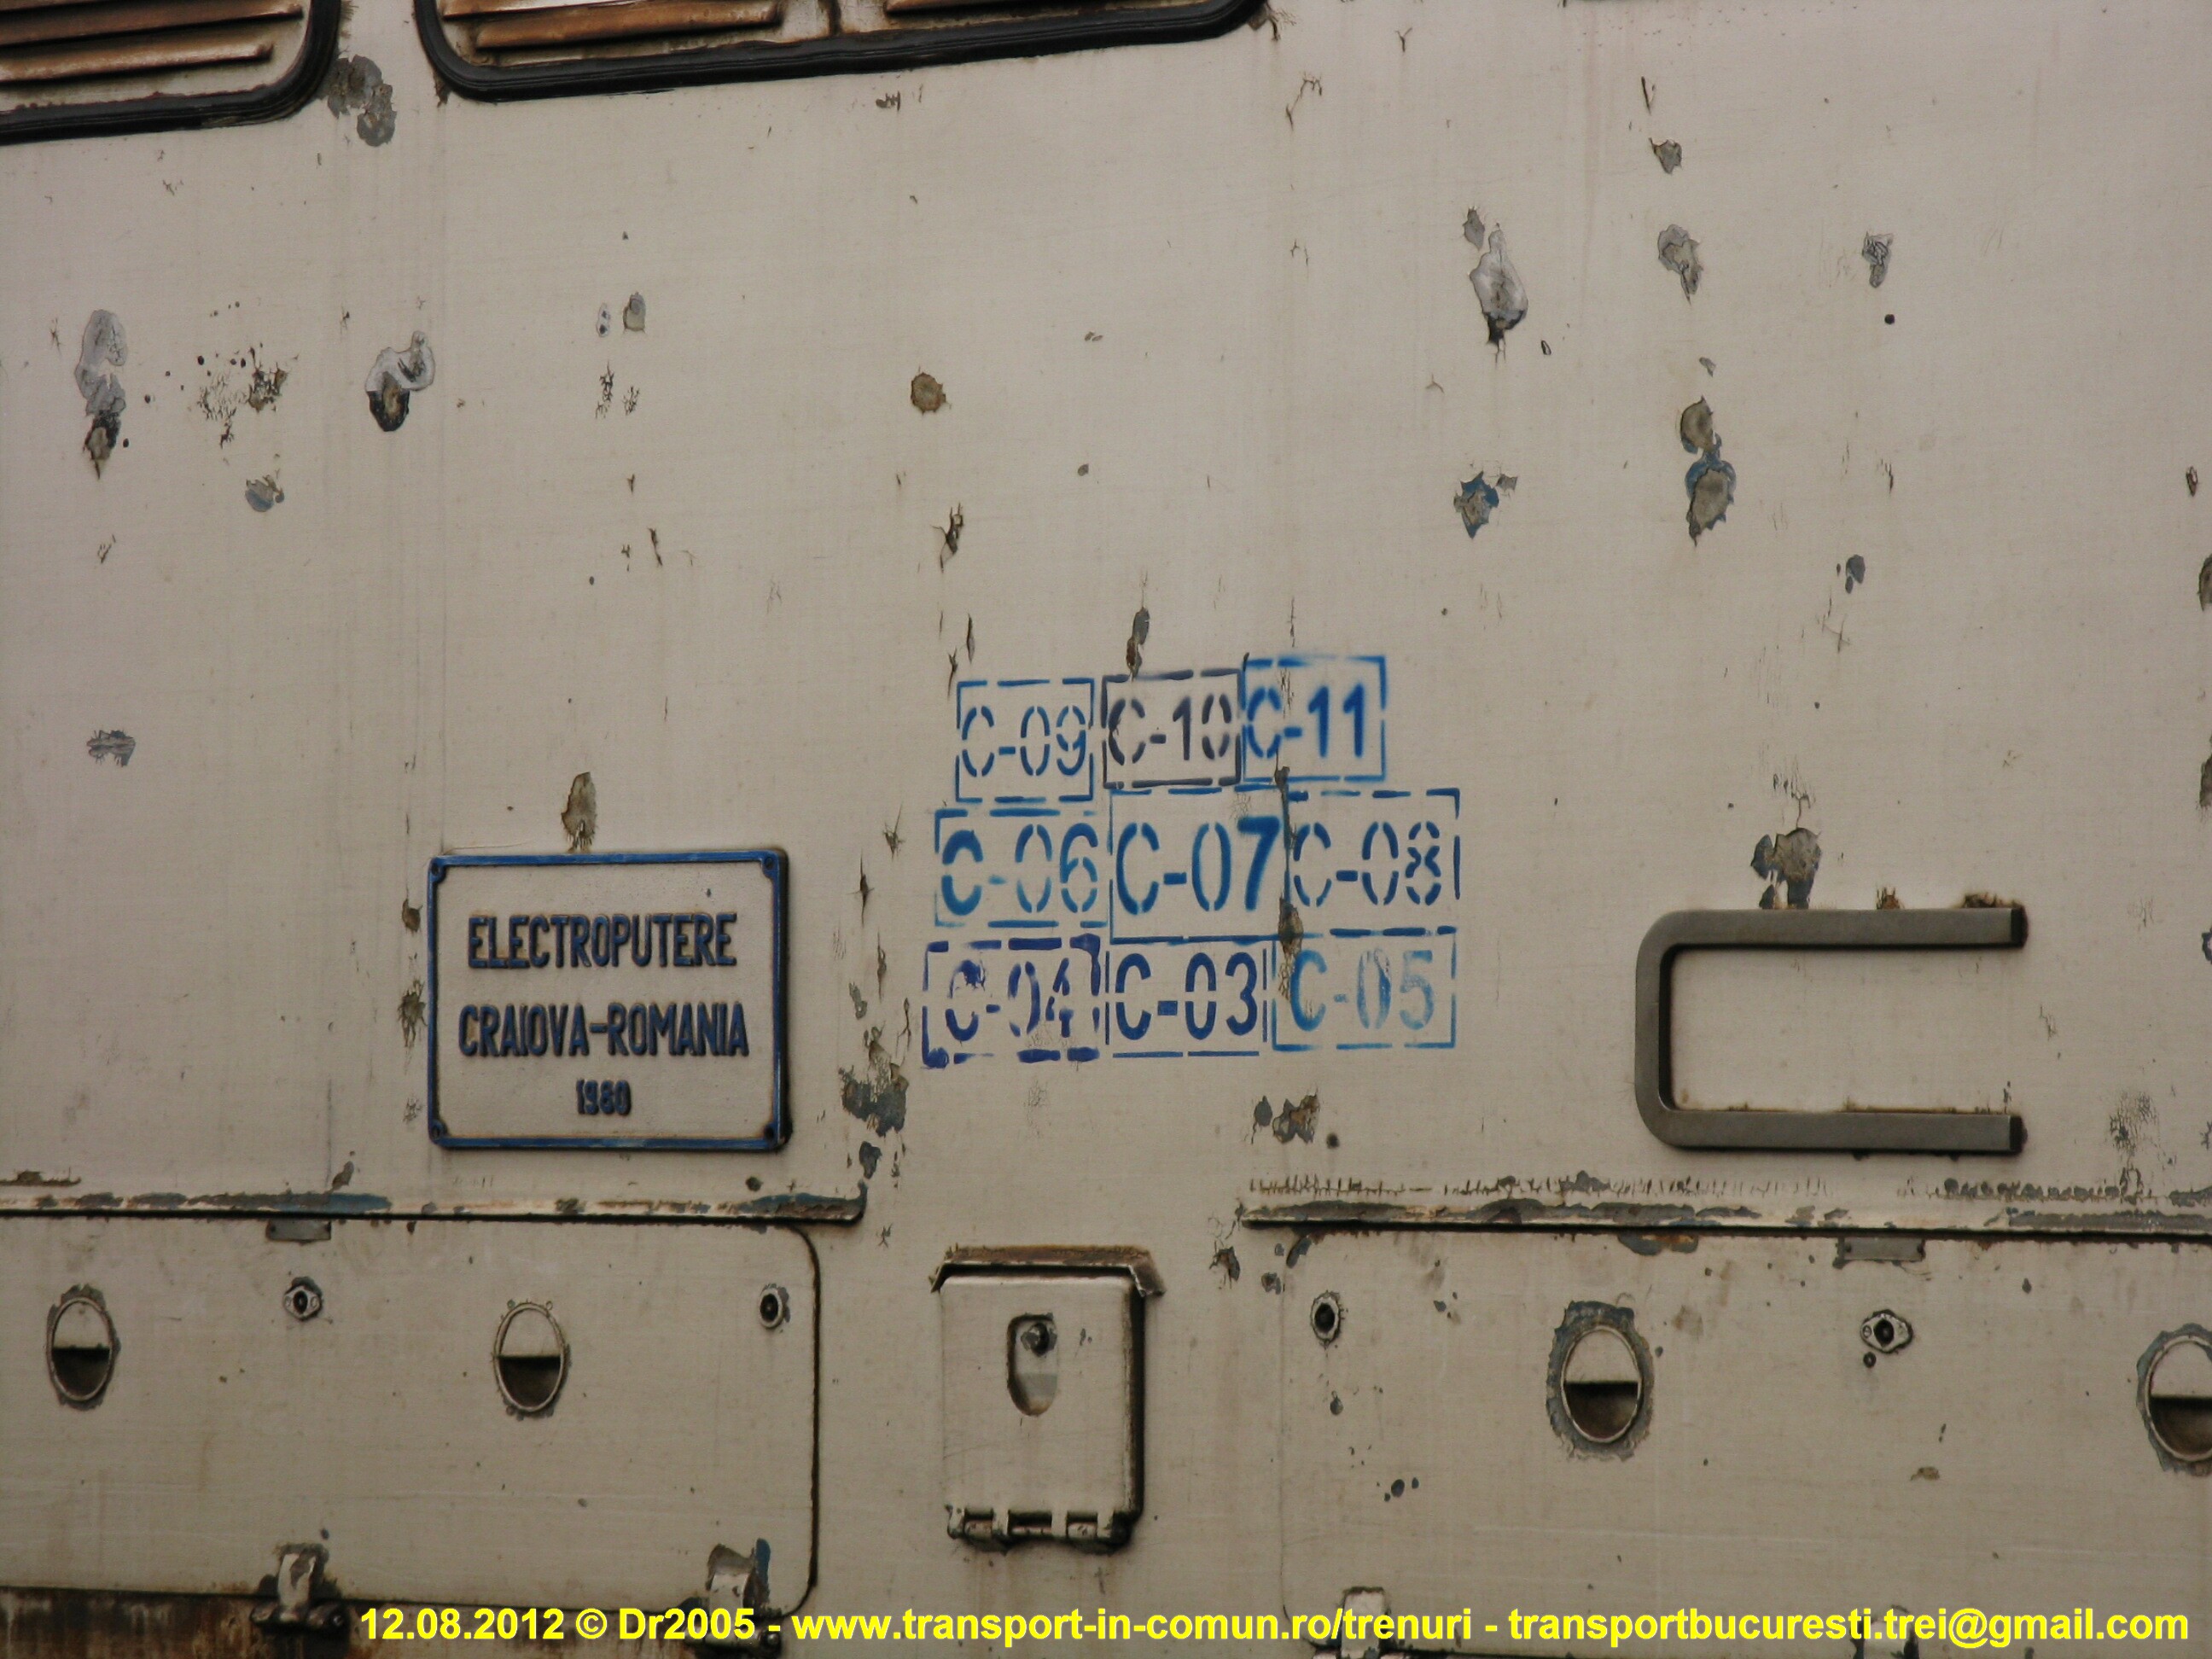 C-09 C-10 C-11
C-06 C-07 C-08
C-04 C-03 C-05
ELECTROPUTERE
CRAIOVA-ROMANIA
1980
12.08.2012 © Dr2005 - www.transport-in-comun.ro/trenuri - transportbucuresti.trei@gmail.com